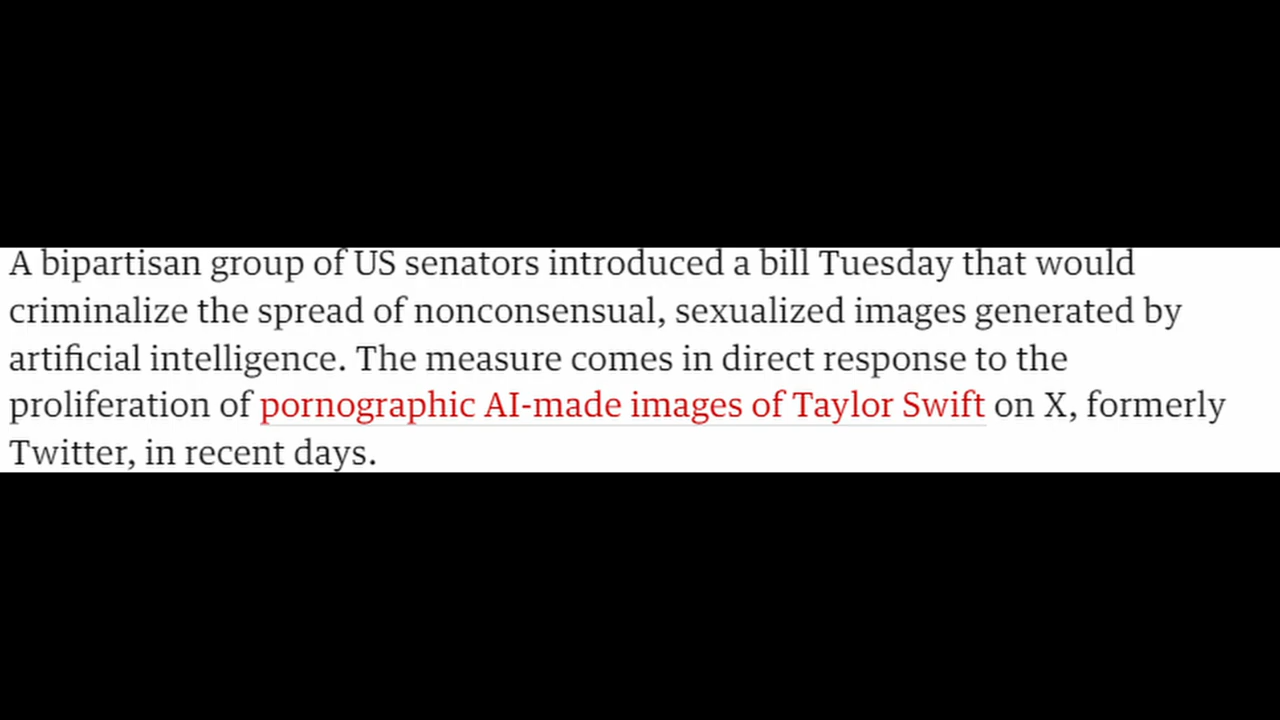 A bipartisan group of US senators introduced a bill Tuesday that would
criminalize the spread of nonconsensual, sexualized images generated by
artificial intelligence. The measure comes in direct response to the
proliferation of pornographic AI-made images of Taylor Swift on X, formerly
Twitter, in recent days.